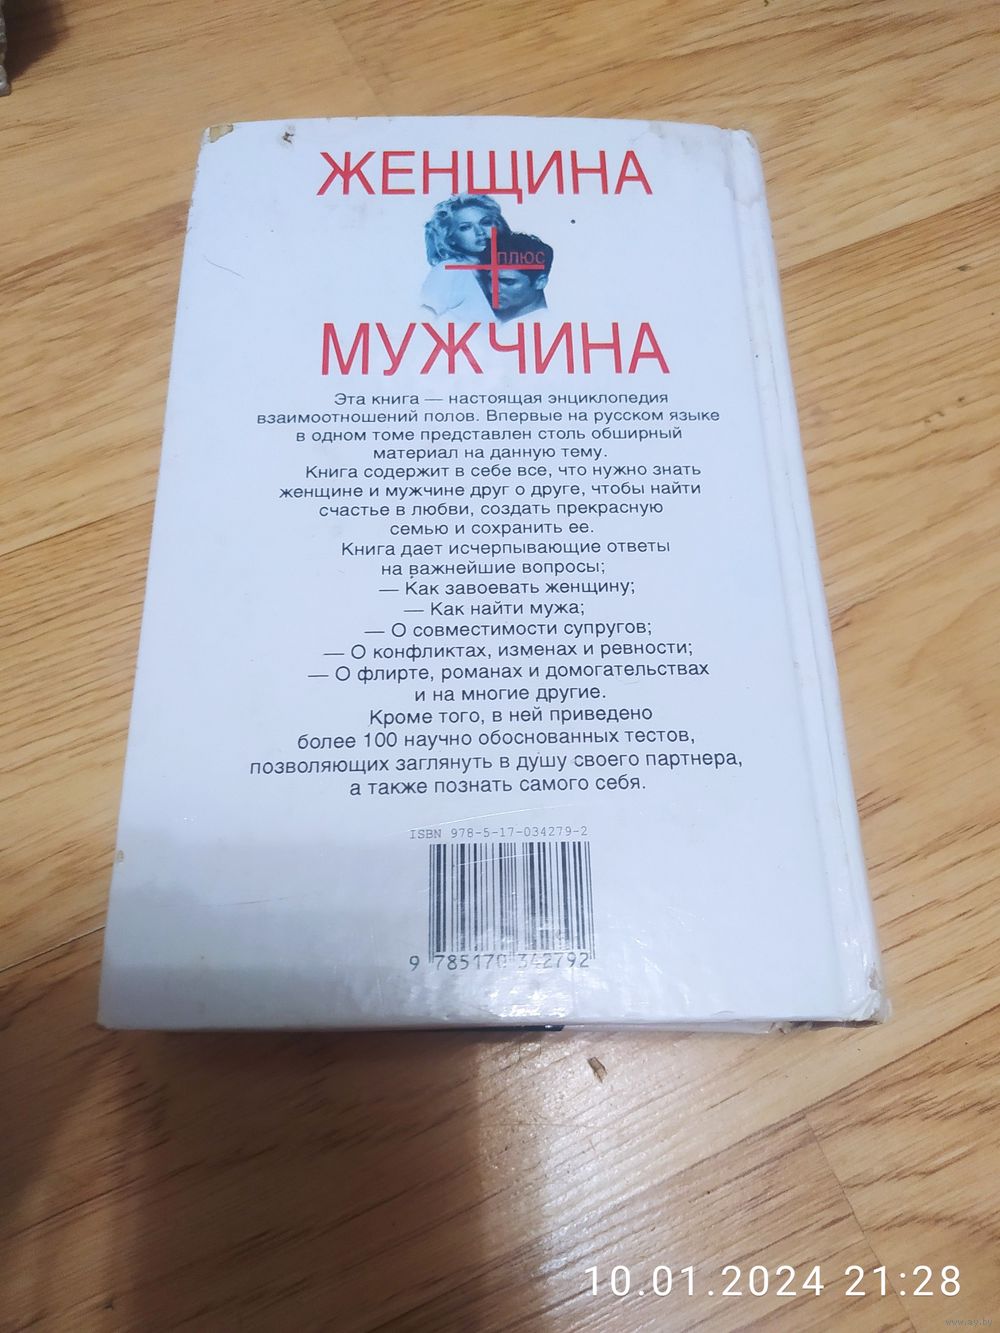 ЖЕНЩИНА
ПЛЮС
МУЖЧИНА
Эта книга — настоящая энциклопедия
взаимоотношений полов. Впервые на русском языке
в одном томе представлен столь обширный
материал на данную тему.
Книга содержит в себе все, что нужно знать
женщине и мужчине друг о друге, чтобы найти
счастье в любви, создать прекрасную
семью и сохранить ее.
Книга дает исчерпывающие ответы
на важнейшие вопросы;
— Как завоевать женщину;
— Как найти мужа;
— О совместимости супругов;
— О конфликтах, изменах и ревности;
— О флирте, романах и домогательствах
и на многие другие.
Кроме того, в ней приведено
более 100 научно обоснованных тестов,
позволяющих заглянуть в душу своего партнера,
а также познать самого себя.
ISBN 978-5-17-034279-2
9 785170 342792
10.01.2024 21:28
www.ay.by